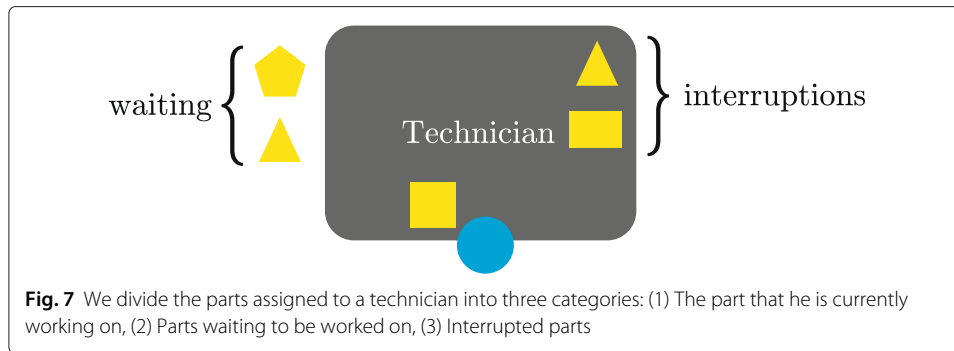 waiting
Technician
interruptions
Fig. 7 We divide the parts assigned to a technician into three categories: (1) The part that he is currently
working on, (2) Parts waiting to be worked on, (3) Interrupted parts